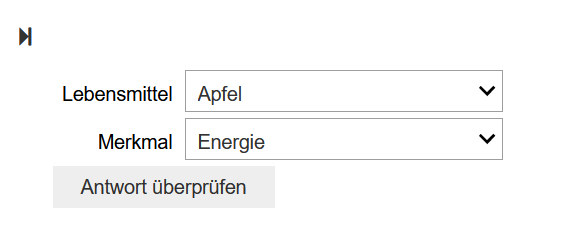 Lebensmittel Apfel
Merkmal Energie
Antwort überprüfen